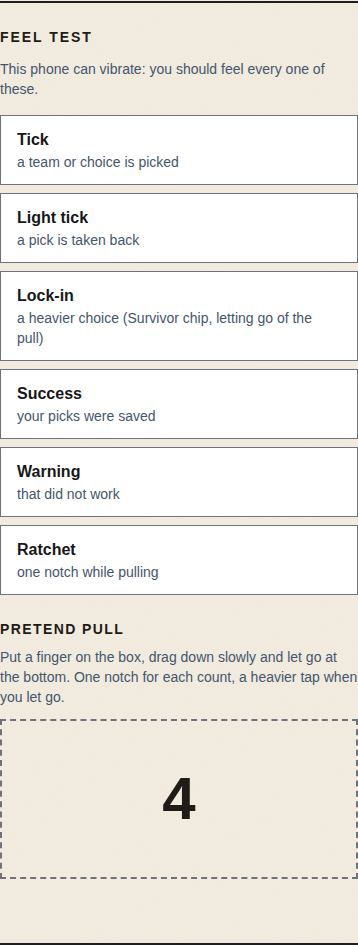 FEEL TEST
This phone can vibrate: you should feel every one of
these.
Tick
a team or choice is picked
Light tick
a pick is taken back
Lock-in
a heavier choice (Survivor chip, letting go of the
pull)
Success
your picks were saved
Warning
that did not work
Ratchet
one notch while pulling
PRETEND PULL
Put a finger on the box, drag down slowly and let go at
the bottom. One notch for each count, a heavier tap when
you let go.
4